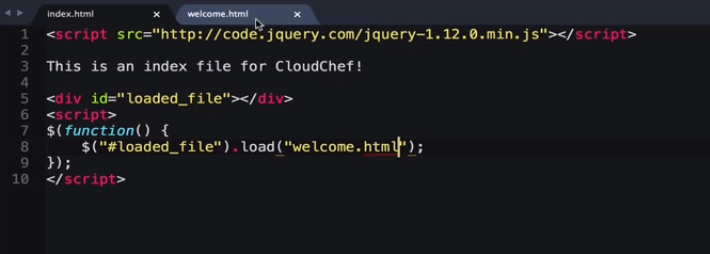 index.html welcome.html
1 <script src="http://code.jquery.com/jquery-1.12.0.min.js"></script>
2
3 This is an index file for CloudChef!
4
5 <div id="loaded_file"></div>
6 <script>
7 $(function() {
8     $("#loaded_file").load("welcome.html");
9 });
10 </script>